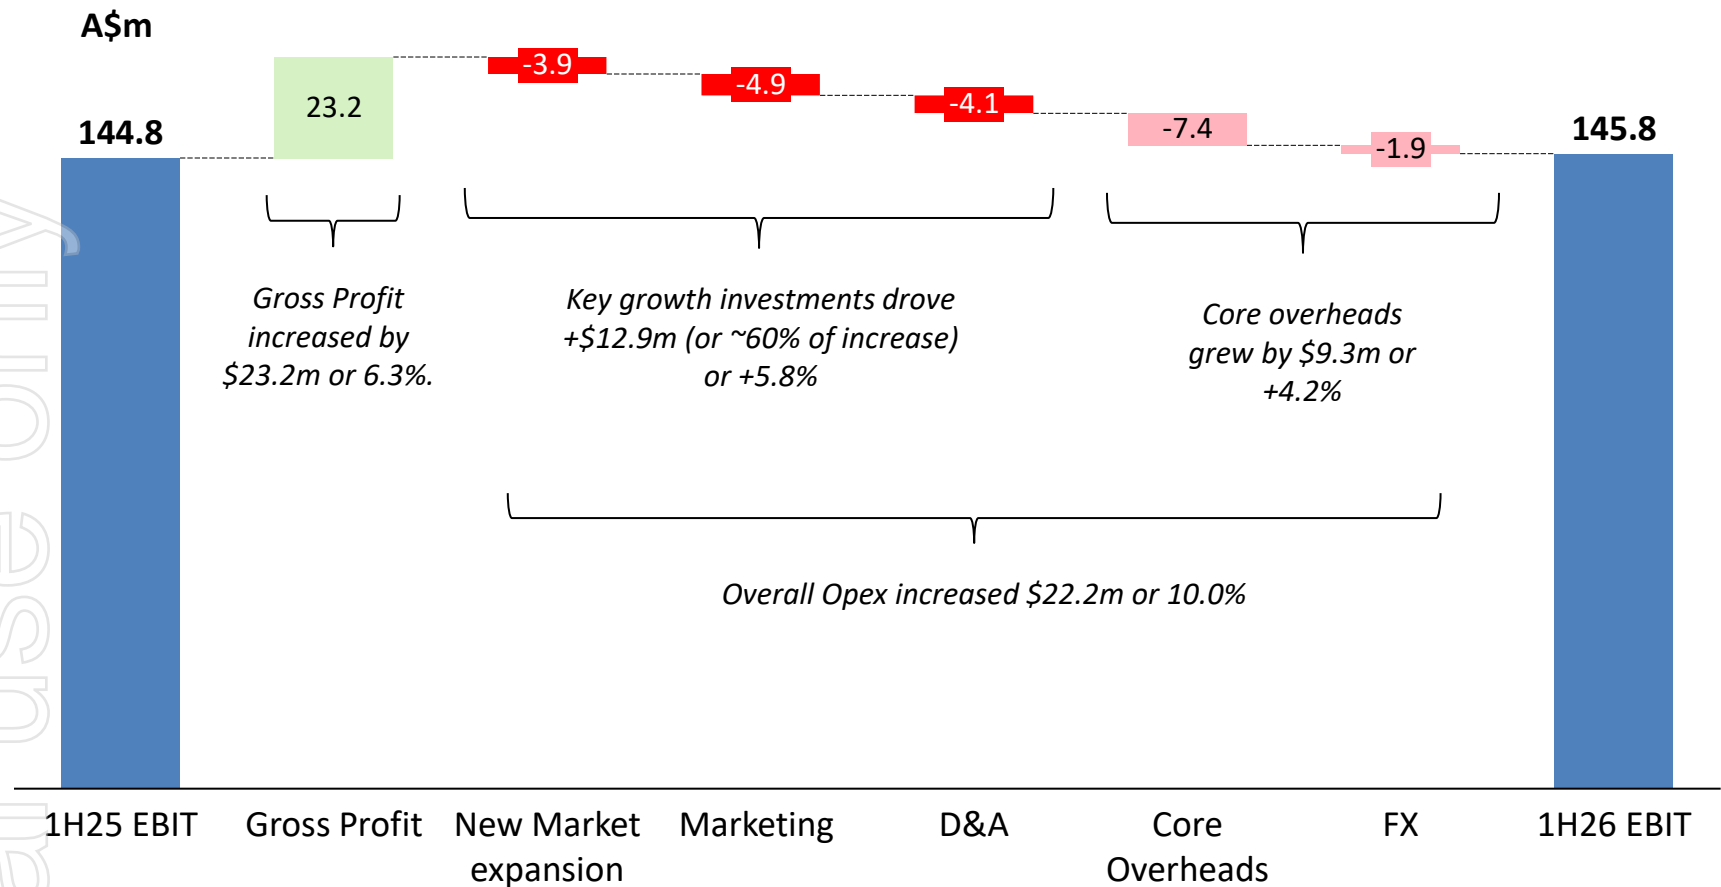 A$m
144.8
23.2
-3.9
-4.9
-4.1
-7.4
-1.9
145.8
Gross Profit
increased by
$23.2m or 6.3%.
Key growth investments drove
+$12.9m (or ~60% of increase)
or +5.8%
Core overheads
grew by $9.3m or
+4.2%
Overall Opex increased $22.2m or 10.0%
1H25 EBIT
Gross Profit
New Market
expansion
Marketing
D&A
Core
Overheads
FX
1H26 EBIT
use only